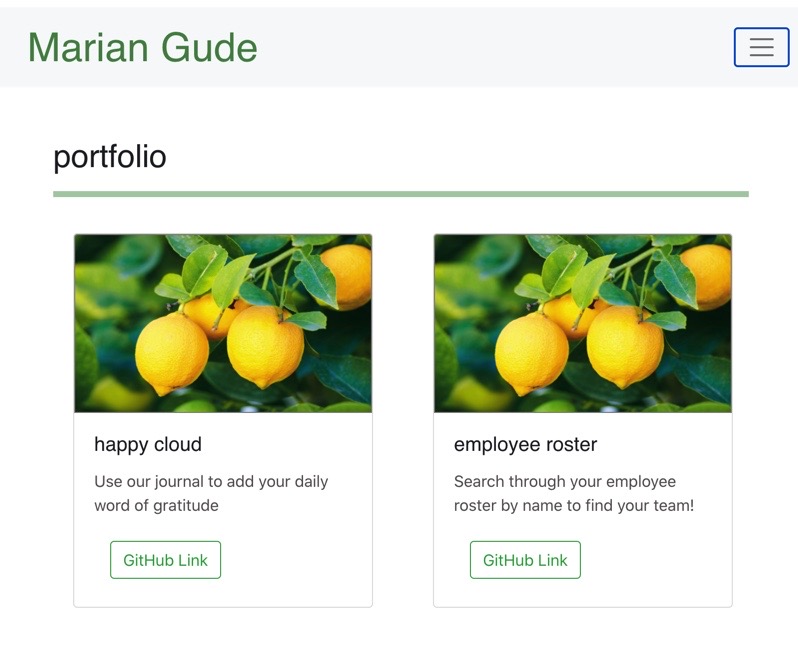 Marian Gude
portfolio
happy cloud
Use our journal to add your daily
word of gratitude
GitHub Link
employee roster
Search through your employee
roster by name to find your team!
GitHub Link